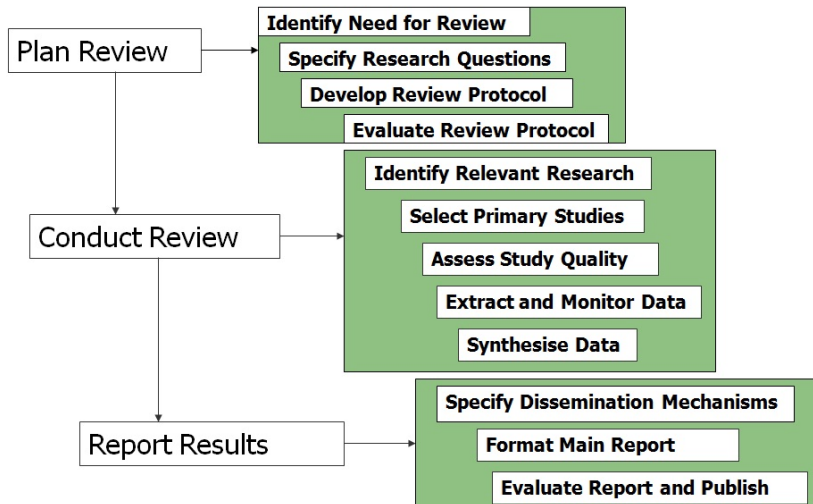 Plan Review
Identify Need for Review
Specify Research Questions
Develop Review Protocol
Evaluate Review Protocol
Conduct Review
Identify Relevant Research
Select Primary Studies
Assess Study Quality
Extract and Monitor Data
Synthesise Data
Report Results
Specify Dissemination Mechanisms
Format Main Report
Evaluate Report and Publish